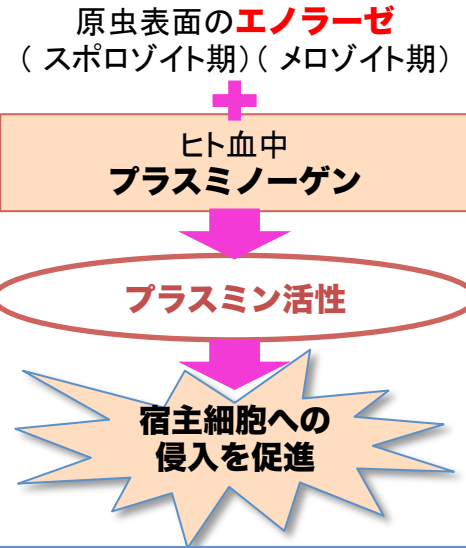 原虫表面のエノラーゼ
（ スポロゾイト期）（ メロゾイト期）
ヒト血中
プラスミノーゲン
プラスミン活性
宿主細胞への
侵入を促進